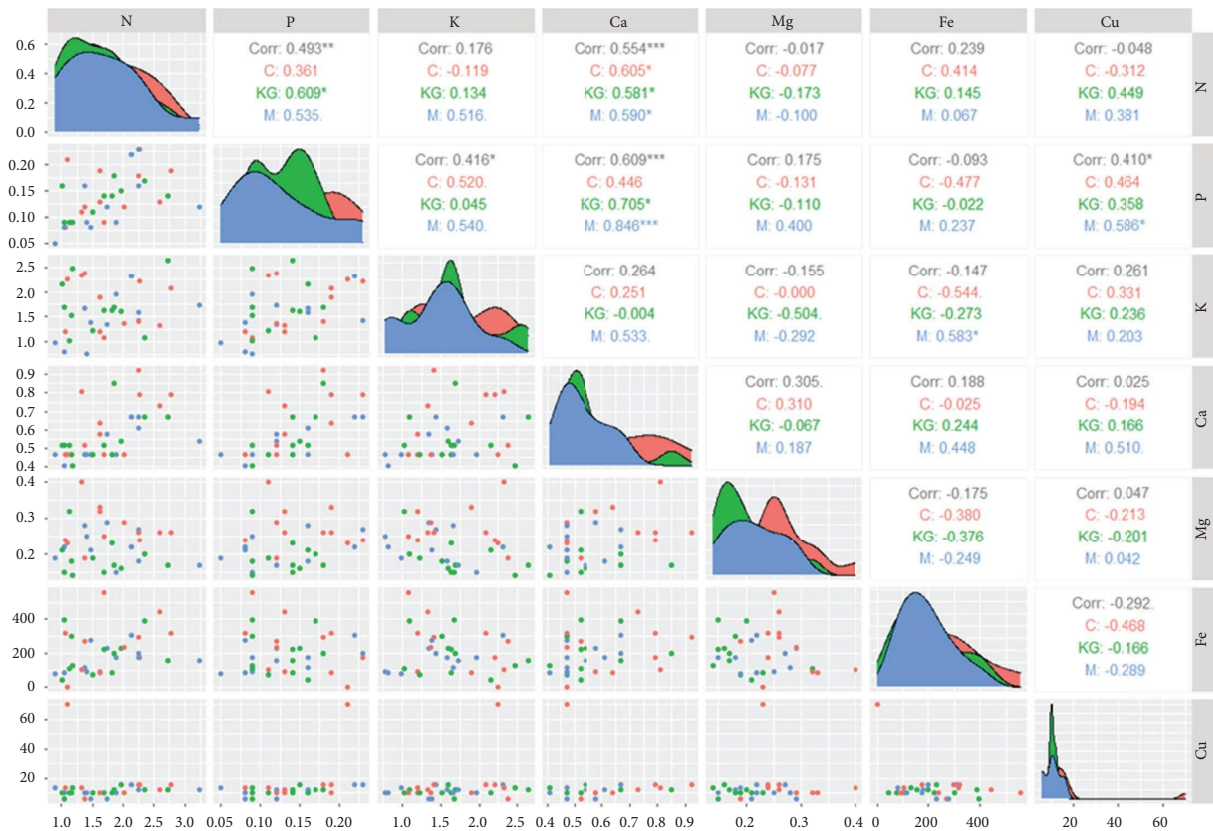 N P K Ca Mg Fe Cu
0.6
0.4
0.2
0.0
Corr: 0.493**
C: 0.361
KG: 0.609*
M: 0.535.
Corr: 0.176
C: -0.119
KG: 0.134
M: 0.516.
Corr: 0.554***
C: 0.605*
KG: 0.581*
M: 0.590*
Corr: -0.017
C: -0.077
KG: -0.173
M: -0.100
Corr: 0.239
C: 0.414
KG: 0.145
M: 0.067
Corr: -0.048
C: -0.312
KG: 0.449
M: 0.381
N
0.20
0.15
0.10
0.05
Corr: 0.416*
C: 0.520.
KG: 0.045
M: 0.540.
Corr: 0.609***
C: 0.446
KG: 0.705*
M: 0.846***
Corr: 0.175
C: -0.131
KG: -0.110
M: 0.400
Corr: -0.093
C: -0.477
KG: -0.022
M: 0.237
Corr: 0.410*
C: 0.464
KG: 0.358
M: 0.586*
P
2.5
2.0
1.5
1.0
Corr: 0.264
C: 0.251
KG: -0.004
M: 0.533.
Corr: -0.155
C: -0.000
KG: -0.504.
M: -0.292
Corr: -0.147
C: -0.544.
KG: -0.273
M: 0.583*
Corr: 0.261
C: 0.331
KG: 0.236
M: 0.203
K
0.9
0.8
0.7
0.6
0.5
0.4
Corr: 0.305.
C: 0.310
KG: -0.067
M: 0.187
Corr: 0.188
C: -0.025
KG: 0.244
M: 0.448
Corr: 0.025
C: -0.194
KG: 0.166
M: 0.510.
Ca
0.4
0.3
0.2
Corr: -0.175
C: -0.380
KG: -0.376
M: -0.249
Corr: 0.047
C: -0.213
KG: -0.201
M: 0.042
Mg
400
200
0
Corr: -0.292.
C: -0.468
KG: -0.166
M: -0.289
Fe
60
40
20
Cu
1.0 1.5 2.0 2.5 3.0 0.05 0.10 0.15 0.20 1.0 1.5 2.0 2.5 0.4 0.5 0.6 0.7 0.8 0.9 0.2 0.3 0.4 0 200 400 20 40 60